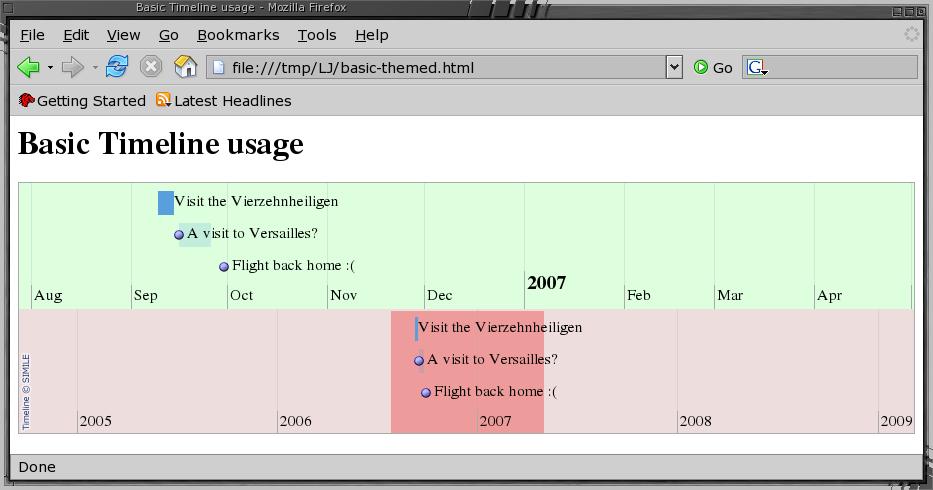 Basic Timeline usage - Mozilla Firefox
File Edit View Go Bookmarks Tools Help
file:///tmp/LJ/basic-themed.html Go G
Getting Started Latest Headlines
Basic Timeline usage
Visit the Vierzehnheiligen
A visit to Versailles?
Flight back home :(
Aug Sep Oct Nov Dec 2007 Feb Mar Apr
Visit the Vierzehnheiligen
A visit to Versailles?
Flight back home :(
2005 2006 2007 2008 2009
Timeline © SIMILE
Done